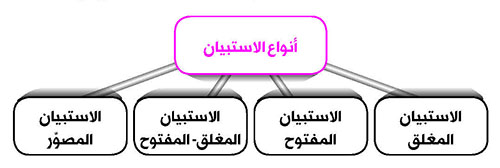 أنواع الاستبيان
الاستبيان
المغلق
الاستبيان
المفتوح
الاستبيان
المغلق-المفتوح
الاستبيان
المصوّر